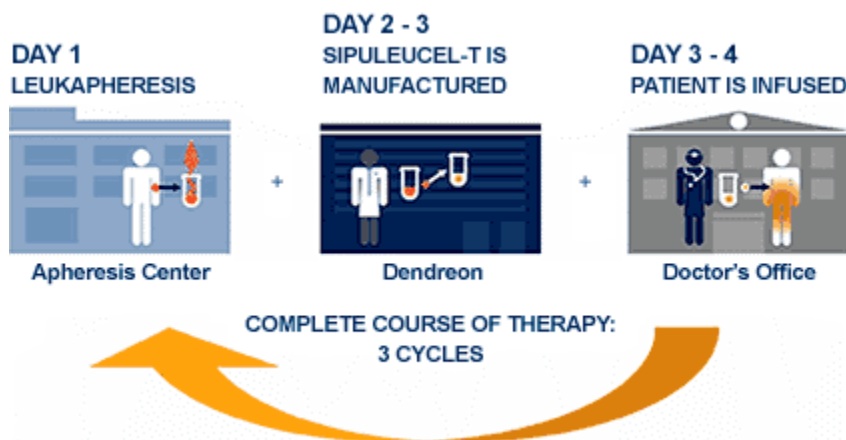 DAY 1
LEUKAPHERESIS
DAY 2 - 3
SIPULEUCEL-T IS
MANUFACTURED
DAY 3 - 4
PATIENT IS INFUSED
+
+
Apheresis Center
Dendreon
Doctor's Office
COMPLETE COURSE OF THERAPY:
3 CYCLES